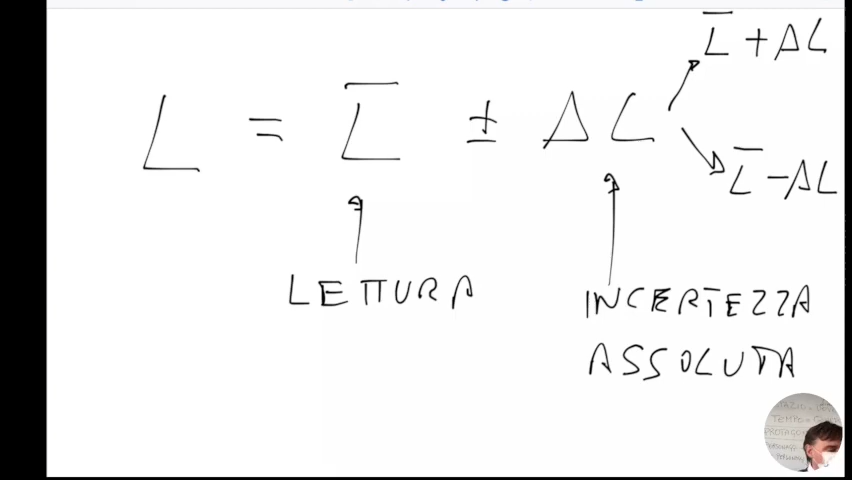 L̅ + ΔL
L = L̅ ± ΔL
L̅ - ΔL
LETTURA
INCERTEZZA
ASSOLUTA